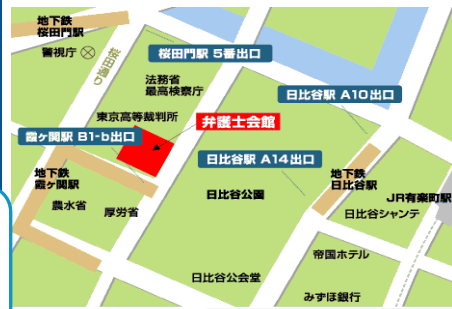 地下鉄
桜田門駅
警視庁
桜田通り
桜田門駅 5番出口
法務省
最高検察庁
日比谷駅 A10出口
東京高等裁判所
弁護士会館
霞ヶ関駅 B1-b出口
日比谷駅 A14出口
地下鉄
霞ヶ関駅
農水省
厚労省
日比谷公園
地下鉄
日比谷駅
JR有楽町駅
日比谷シャンテ
帝国ホテル
日比谷公会堂
みずほ銀行